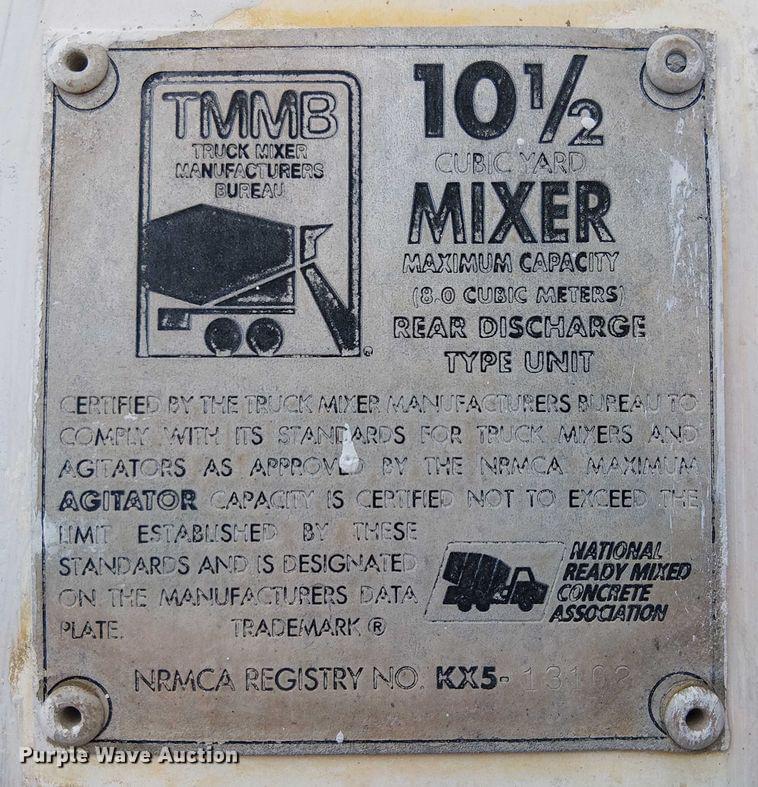 TMMB
TRUCK MIXER
MANUFACTURERS
BUREAU
10 1/2
CUBIC YARD
MIXER
MAXIMUM CAPACITY
(8.0 CUBIC METERS)
REAR DISCHARGE
TYPE UNIT
CERTIFIED BY THE TRUCK MIXER MANUFACTURERS BUREAU TO
COMPLY WITH ITS STANDARDS FOR TRUCK MIXERS AND
AGITATORS AS APPROVED BY THE NRMCA. MAXIMUM
AGITATOR CAPACITY IS CERTIFIED NOT TO EXCEED THE
LIMIT ESTABLISHED BY THESE
STANDARDS AND IS DESIGNATED
ON THE MANUFACTURERS DATA
PLATE. TRADEMARK ®
NATIONAL
READY MIXED
CONCRETE
ASSOCIATION
NRMCA REGISTRY NO. KX5-
Purple Wave Auction